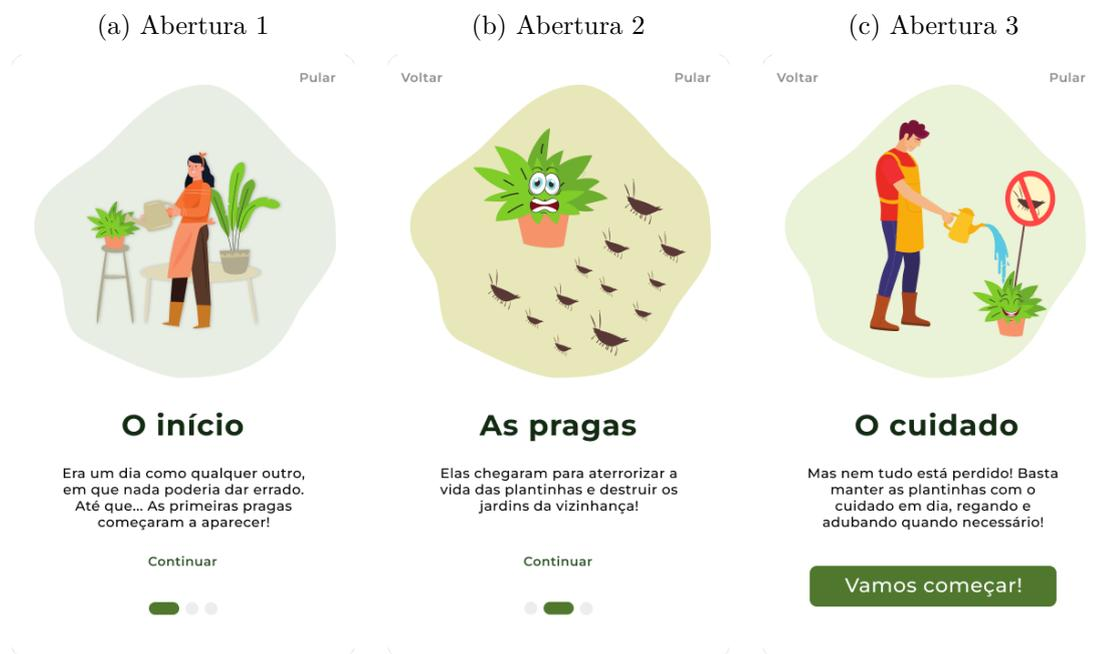 (a) Abertura 1
Pular
O início
Era um dia como qualquer outro,
em que nada poderia dar errado.
Até que... As primeiras pragas
começaram a aparecer!
Continuar
(b) Abertura 2
Voltar
Pular
As pragas
Elas chegaram para aterrorizar a
vida das plantinhas e destruir os
jardins da vizinhança!
Continuar
(c) Abertura 3
Voltar
Pular
O cuidado
Mas nem tudo está perdido! Basta
manter as plantinhas com o
cuidado em dia, regando e
adubando quando necessário!
Vamos começar!